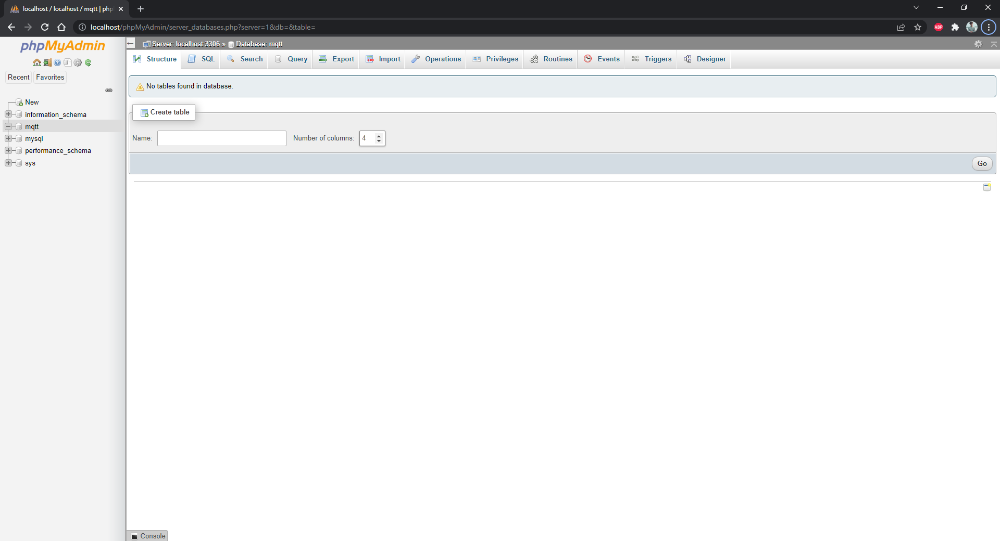 localhost / localhost / mqtt | php
localhost/phpMyAdmin/server_databases.php?server=1&db=&table=
ABP
phpMyAdmin
Server: localhost:3306 » Database: mqtt
Structure SQL Search Query Export Import Operations Privileges Routines Events Triggers Designer
Recent Favorites
No tables found in database.
New
information_schema
mqtt
mysql
performance_schema
sys
Create table
Name: Number of columns: 4
Go
Console